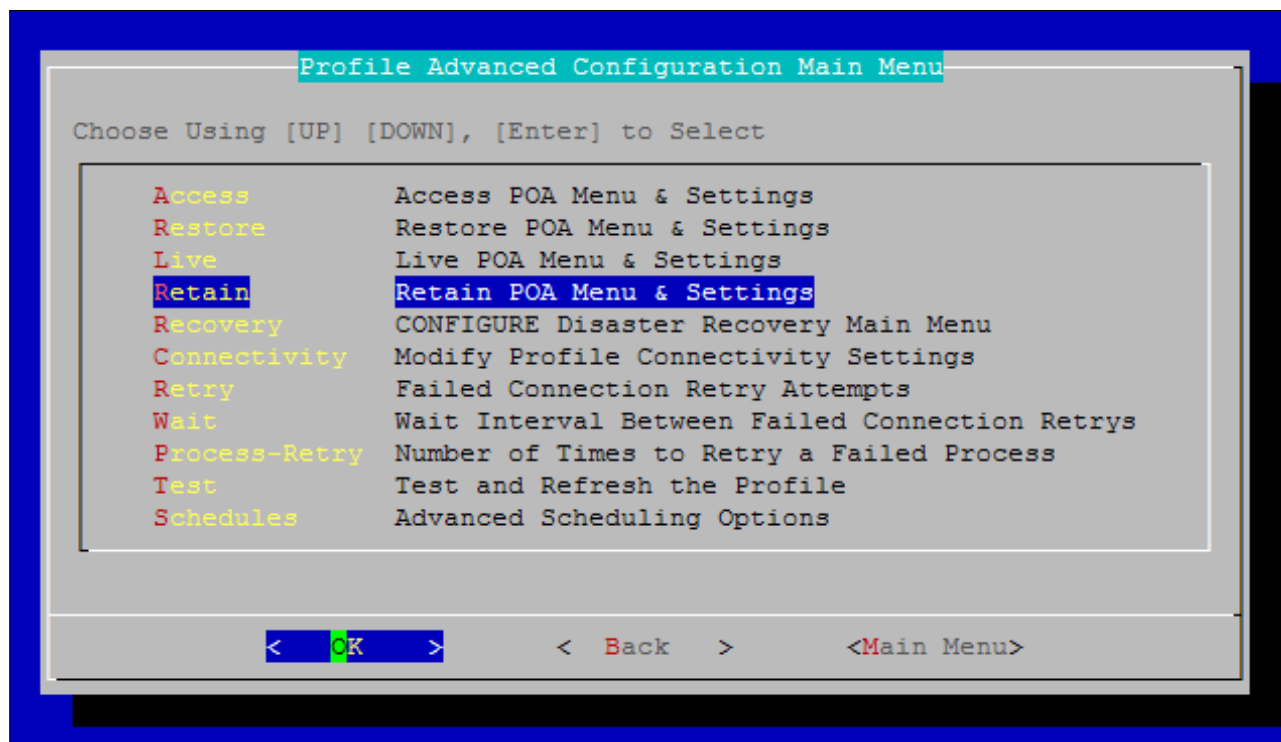 Profile Advanced Configuration Main Menu
Choose Using [UP] [DOWN], [Enter] to Select
Access Access POA Menu & Settings
Restore Restore POA Menu & Settings
Live Live POA Menu & Settings
Retain Retain POA Menu & Settings
Recovery CONFIGURE Disaster Recovery Main Menu
Connectivity Modify Profile Connectivity Settings
Retry Failed Connection Retry Attempts
Wait Wait Interval Between Failed Connection Retrys
Process-Retry Number of Times to Retry a Failed Process
Test Test and Refresh the Profile
Schedules Advanced Scheduling Options
< OK > < Back > <Main Menu>